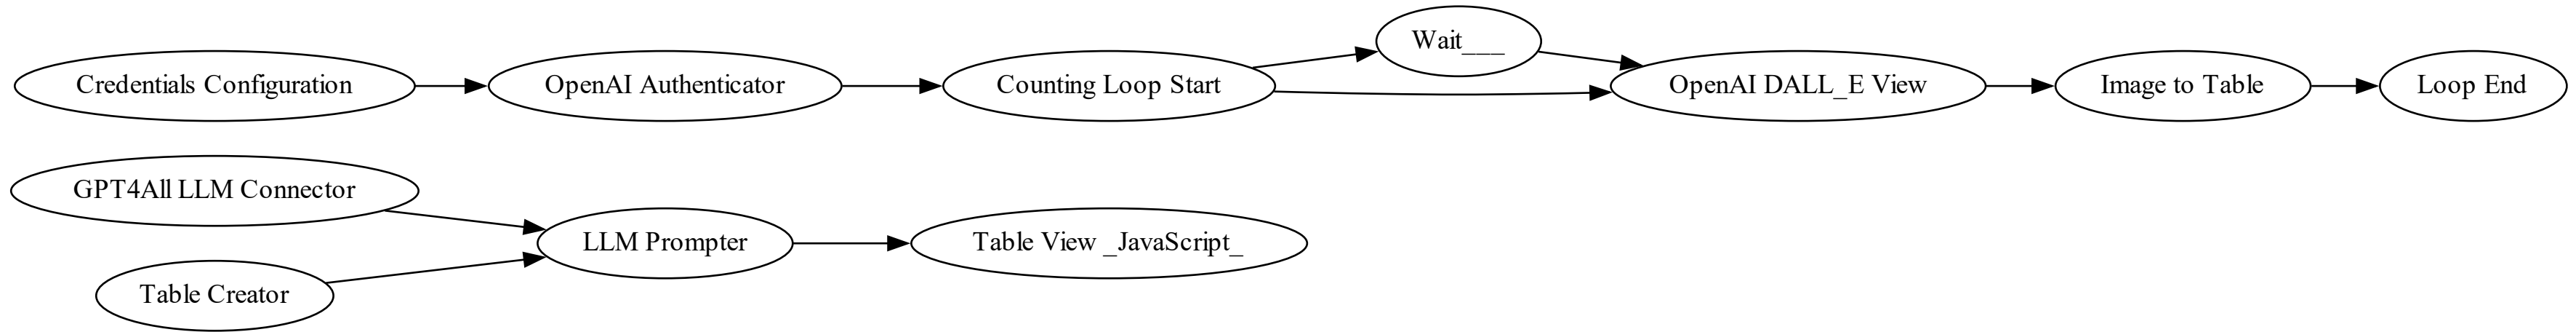 Wait___
Credentials Configuration
OpenAI Authenticator
Counting Loop Start
OpenAI DALL_E View
Image to Table
Loop End
GPT4All LLM Connector
LLM Prompter
Table View _JavaScript_
Table Creator